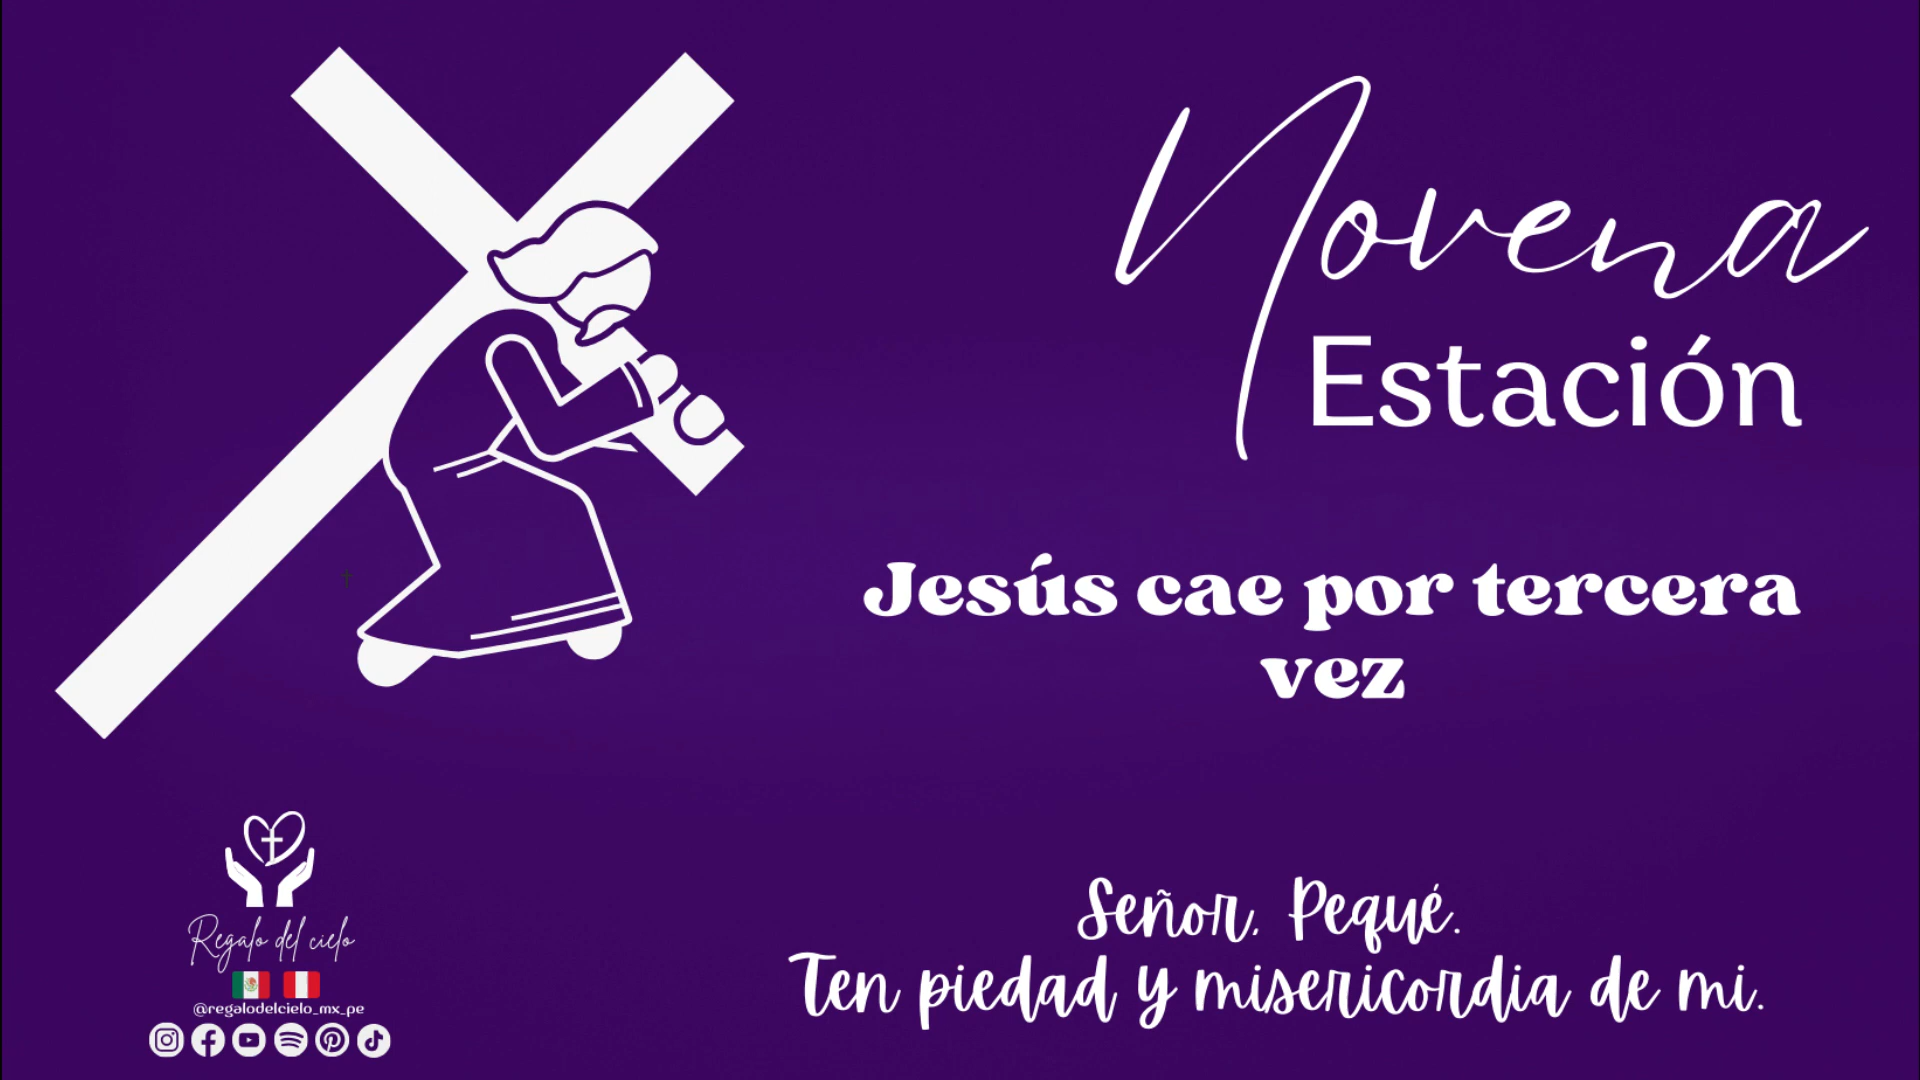 Novena
Estación
Jesús cae por tercera
vez
Señor, Pequé.
Ten piedad y misericordia de mi.
Regalo del cielo
@regalodelcielo_mx_pe